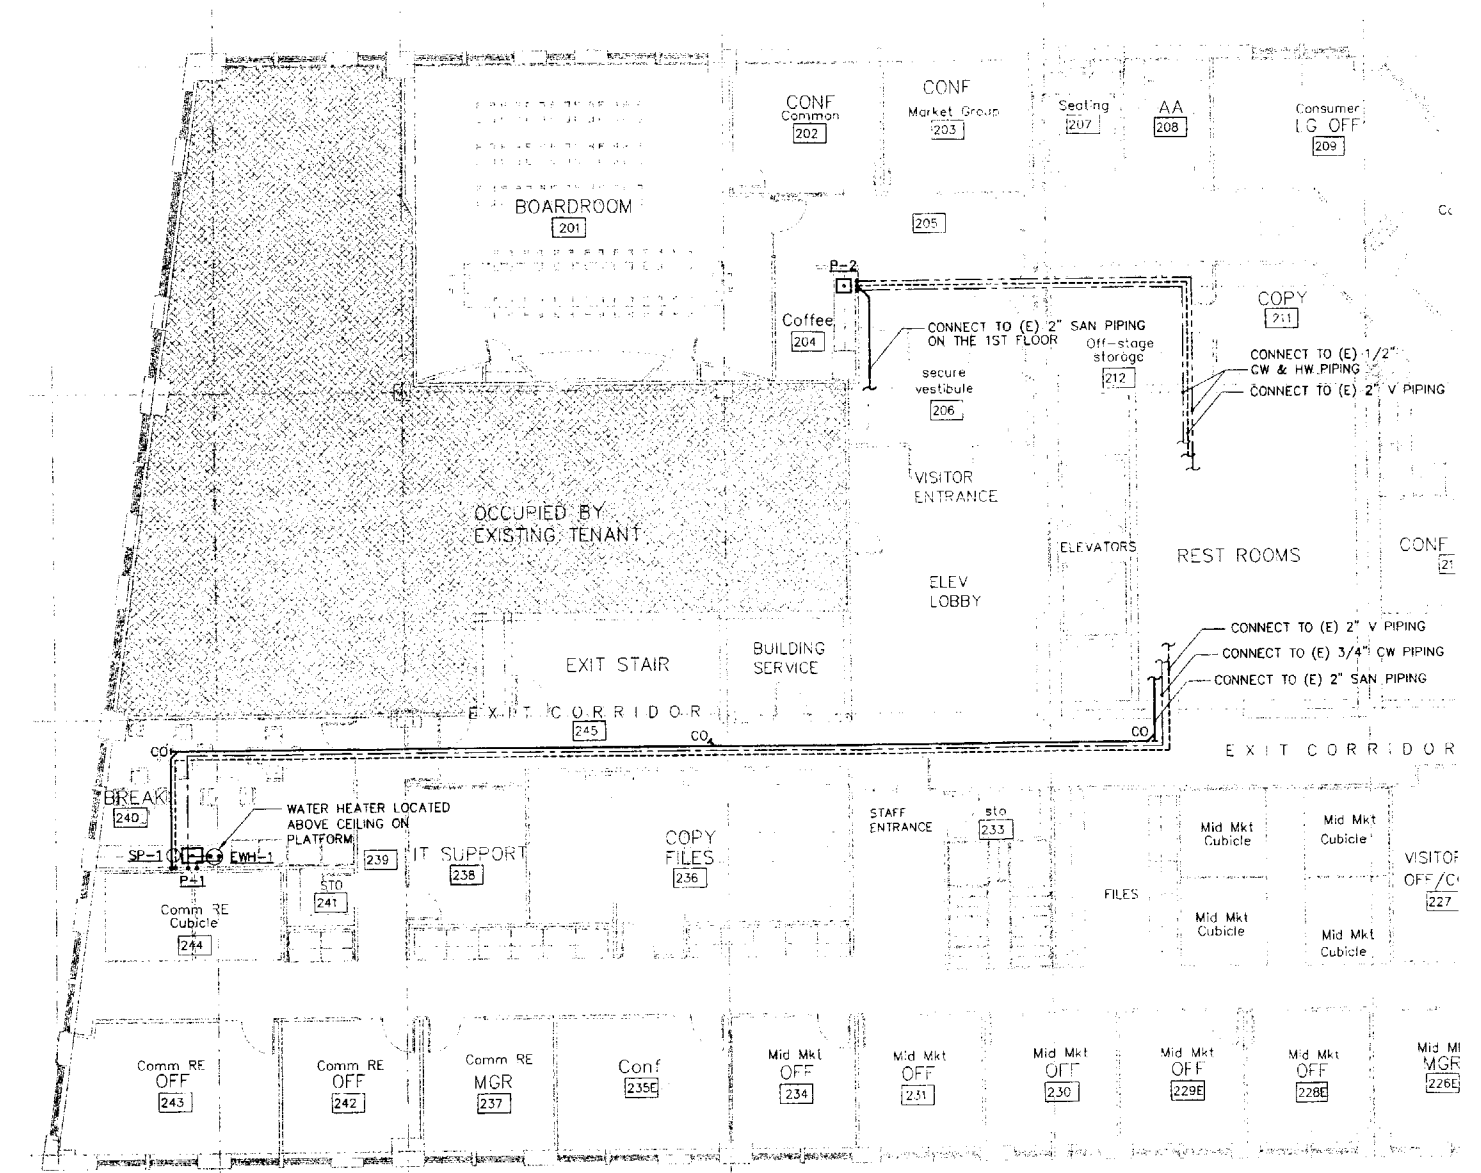 CONF
Common
202
CONF
Market Group
203
Seating
207
AA
208
Consumer
LG OFF
209
BOARDROOM
201
205
P-2
Coffee
204
CONNECT TO (E) 2" SAN PIPING
ON THE 1ST FLOOR
Off-stage
storage
212
secure
vestibule
206
COPY
211
CONNECT TO (E) 1/2"
CW & HW PIPING
CONNECT TO (E) 2" V PIPING
VISITOR
ENTRANCE
OCCUPIED BY
EXISTING TENANT
ELEVATORS
REST ROOMS
CONF
21
ELEV
LOBBY
EXIT STAIR
BUILDING
SERVICE
CONNECT TO (E) 2" V PIPING
CONNECT TO (E) 3/4" CW PIPING
CONNECT TO (E) 2" SAN PIPING
EXIT CORRIDOR
245
CO
CO
CO
EXIT CORRIDOR
BREAK
240
WATER HEATER LOCATED
ABOVE CEILING ON
PLATFORM
SP-1
EWH-1
P-1
239
IT SUPPORT
238
COPY
FILES
236
STAFF
ENTRANCE
sto
233
Mid Mkt
Cubicle
Mid Mkt
Cubicle
VISITOR
OFF/C
227
STO
241
FILES
Comm RE
Cubicle
244
Mid Mkt
Cubicle
Mid Mkt
Cubicle
Comm RE
OFF
243
Comm RE
OFF
242
Comm RE
MGR
237
Conf
235E
Mid Mkt
OFF
234
Mid Mkt
OFF
231
Mid Mkt
OFF
230
Mid Mkt
OFF
229E
Mid Mkt
OFF
228E
Mid M
MGR
226E